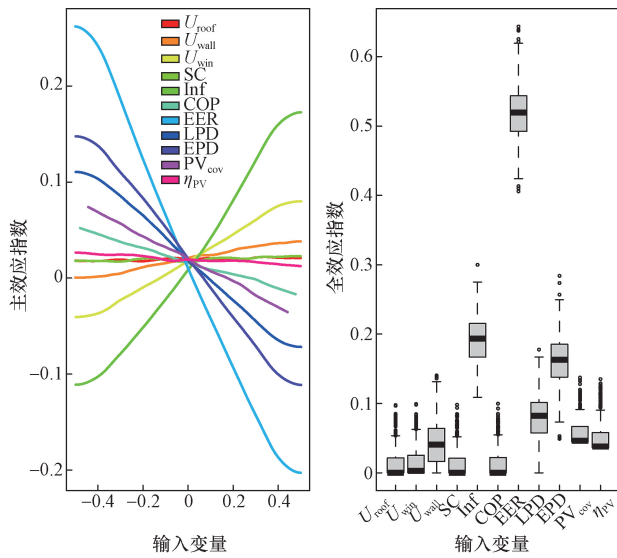 主效应指数
0.2
0.1
0
−0.1
−0.2
U_roof
U_wall
U_win
SC
Inf
COP
EER
LPD
EPD
PV_cov
η_PV
−0.4 −0.2 0 0.2 0.4
输入变量
全效应指数
0.6
0.5
0.4
0.3
0.2
0.1
0
U_roof U_win U_wall SC Inf COP EER LPD EPD PV_cov η_PV
输入变量